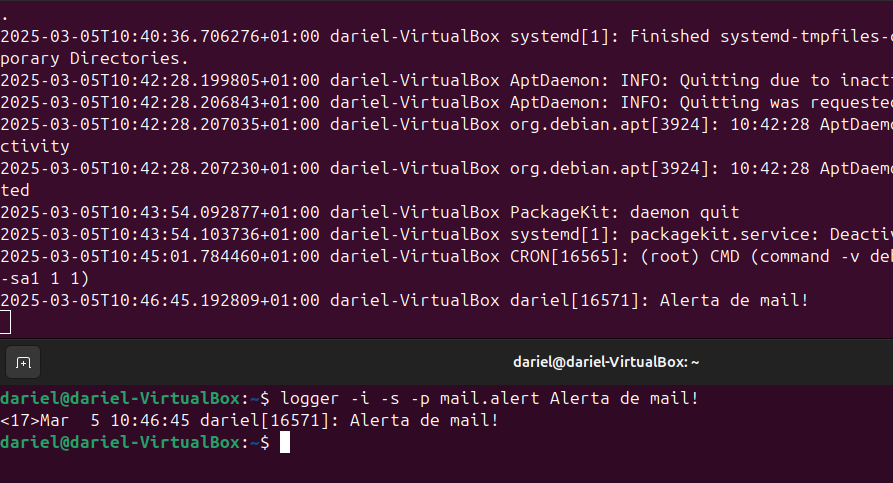 .
2025-03-05T10:40:36.706276+01:00 dariel-VirtualBox systemd[1]: Finished systemd-tmpfiles-c
porary Directories.
2025-03-05T10:42:28.199805+01:00 dariel-VirtualBox AptDaemon: INFO: Quitting due to inact
2025-03-05T10:42:28.206843+01:00 dariel-VirtualBox AptDaemon: INFO: Quitting was requested
2025-03-05T10:42:28.207035+01:00 dariel-VirtualBox org.debian.apt[3924]: 10:42:28 AptDaem
ctivity
2025-03-05T10:42:28.207230+01:00 dariel-VirtualBox org.debian.apt[3924]: 10:42:28 AptDaem
ted
2025-03-05T10:43:54.092877+01:00 dariel-VirtualBox PackageKit: daemon quit
2025-03-05T10:43:54.103736+01:00 dariel-VirtualBox systemd[1]: packagekit.service: Deactiv
2025-03-05T10:45:01.784460+01:00 dariel-VirtualBox CRON[16565]: (root) CMD (command -v deb
-sa1 1 1)
2025-03-05T10:46:45.192809+01:00 dariel-VirtualBox dariel[16571]: Alerta de mail!
dariel@dariel-VirtualBox: ~
dariel@dariel-VirtualBox:~$ logger -i -s -p mail.alert Alerta de mail!
<17>Mar  5 10:46:45 dariel[16571]: Alerta de mail!
dariel@dariel-VirtualBox:~$